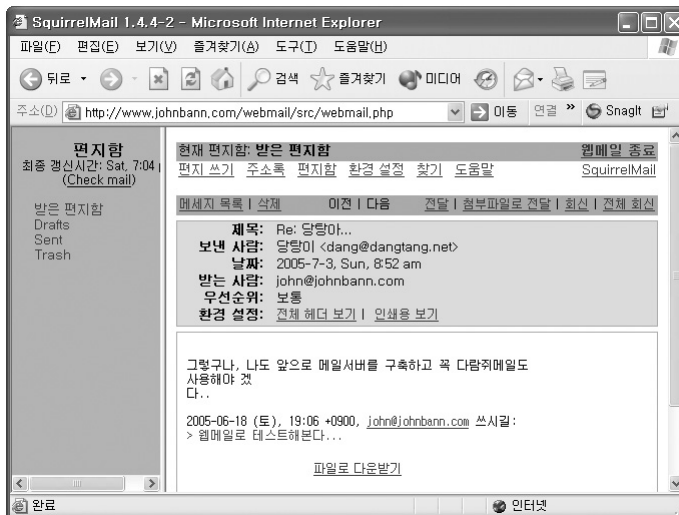 SquirrelMail 1.4.4-2 - Microsoft Internet Explorer
파일(F) 편집(E) 보기(V) 즐겨찾기(A) 도구(T) 도움말(H)
뒤로 검색 즐겨찾기 미디어
주소(D) http://www.johnbann.com/webmail/src/webmail.php 이동 연결 » SnagIt
편지함
최종 갱신시간: Sat, 7:04
(Check mail)
받은 편지함
Drafts
Sent
Trash
현재 편지함: 받은 편지함 웹메일 종료
편지 쓰기 주소록 편지함 환경 설정 찾기 도움말 SquirrelMail
메세지 목록 | 삭제 이전 | 다음 전달 | 첨부파일로 전달 | 회신 | 전체 회신
제목: Re: 당탕아...
보낸 사람: 당탕이 <dang@dangtang.net>
날짜: 2005-7-3, Sun, 8:52 am
받는 사람: john@johnbann.com
우선순위: 보통
환경 설정: 전체 헤더 보기 | 인쇄용 보기
그렇구나, 나도 앞으로 메일서버를 구축하고 꼭 다람쥐메일도
사용해야 겠
다..
2005-06-18 (토), 19:06 +0900, john@johnbann.com 쓰시길:
> 웹메일로 테스트해본다...
파일로 다운받기
완료 인터넷